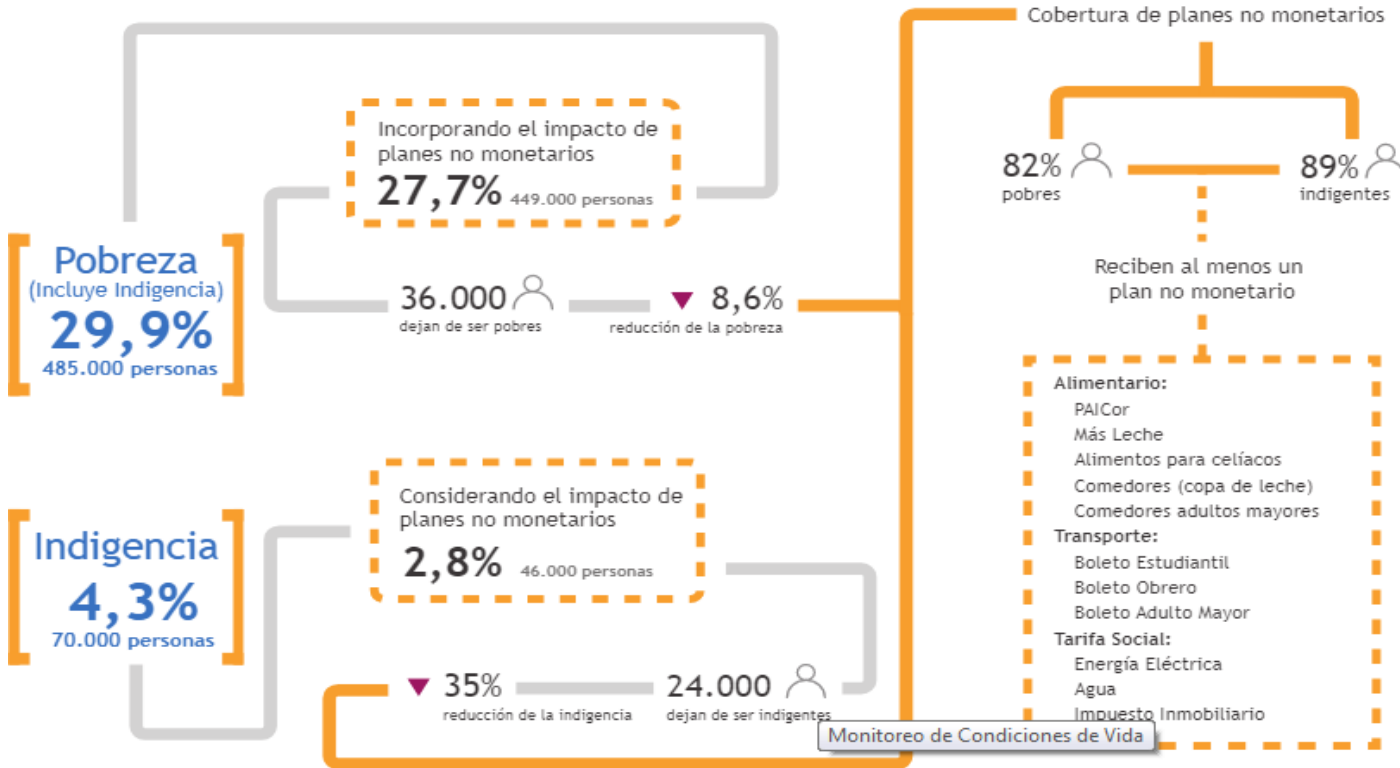 Pobreza
(Incluye Indigencia)
29,9%
485.000 personas
Incorporando el impacto de
planes no monetarios
27,7% 449.000 personas
36.000
dejan de ser pobres
8,6%
reducción de la pobreza
Indigencia
4,3%
70.000 personas
Considerando el impacto de
planes no monetarios
2,8% 46.000 personas
35%
reducción de la indigencia
24.000
dejan de ser indigentes
Cobertura de planes no monetarios
82%
pobres
89%
indigentes
Reciben al menos un
plan no monetario
Alimentario:
PAICor
Más Leche
Alimentos para celíacos
Comedores (copa de leche)
Comedores adultos mayores
Transporte:
Boleto Estudiantil
Boleto Obrero
Boleto Adulto Mayor
Tarifa Social:
Energía Eléctrica
Agua
Impuesto Inmobiliario
Monitoreo de Condiciones de Vida